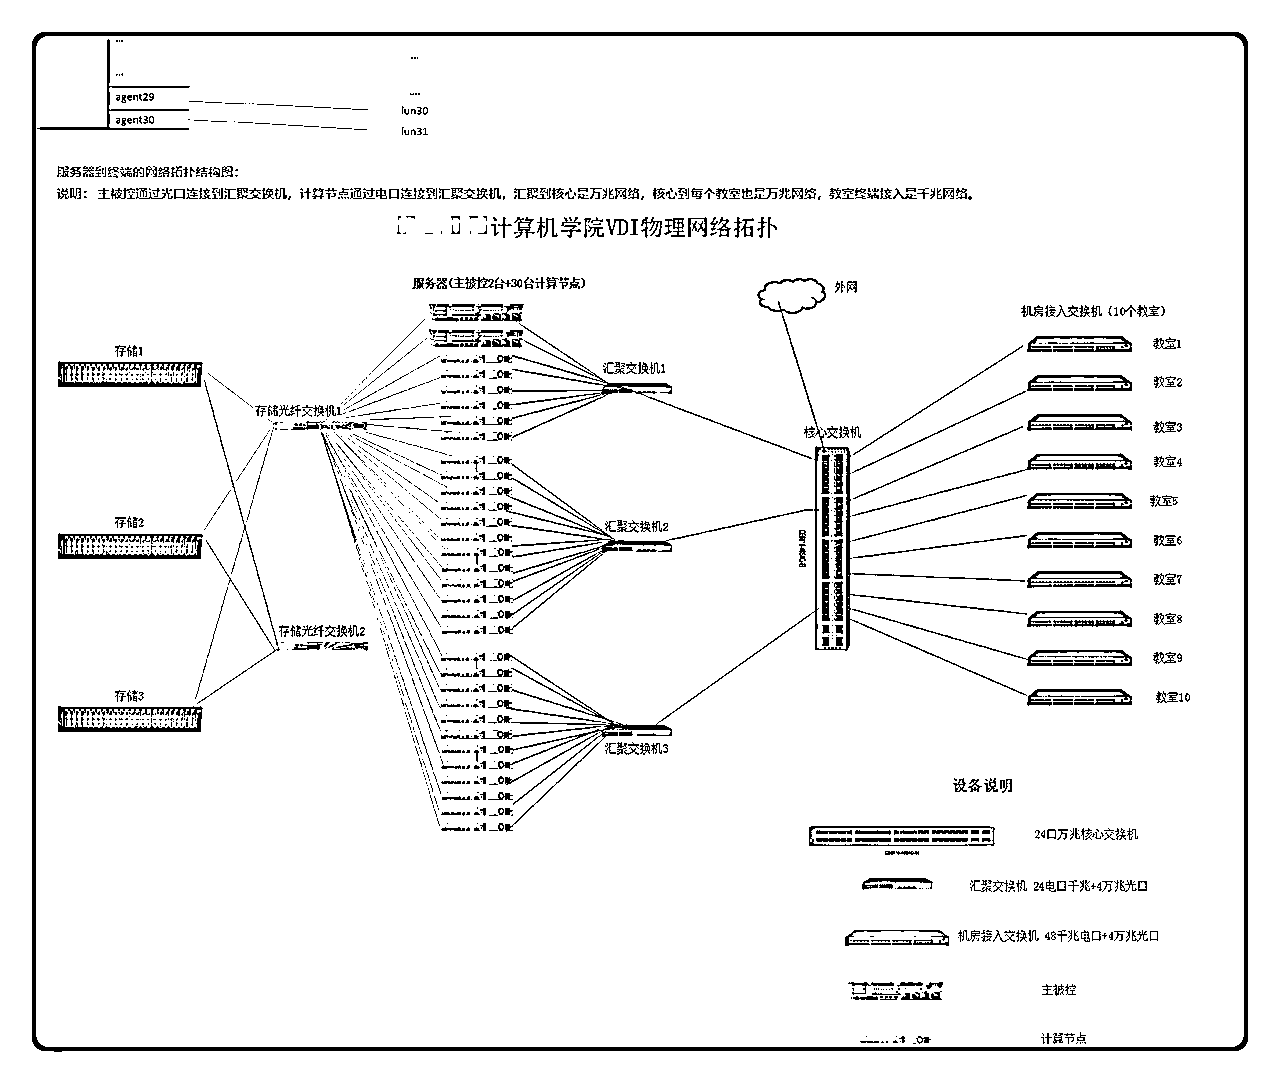 ...
...
...
agent29
....
lun30
agent30
lun31
服务器到终端的网络拓扑结构图：
说明： 主被控通过光口连接到汇聚交换机，计算节点通过电口连接到汇聚交换机，汇聚到核心是万兆网络，核心到每个教室也是万兆网络，教室终端接入是千兆网络。
计算机学院VDI物理网络拓扑
服务器(主被控2台+30台计算节点)
外网
机房接入交换机（10个教室）
存储1
汇聚交换机1
教室1
教室2
存储光纤交换机1
核心交换机
教室3
教室4
教室5
存储2
汇聚交换机2
教室6
教室7
教室8
存储光纤交换机2
教室9
存储3
教室10
汇聚交换机3
设备说明
24口万兆核心交换机
汇聚交换机 24电口千兆+4万兆光口
机房接入交换机 48千兆电口+4万兆光口
主被控
计算节点